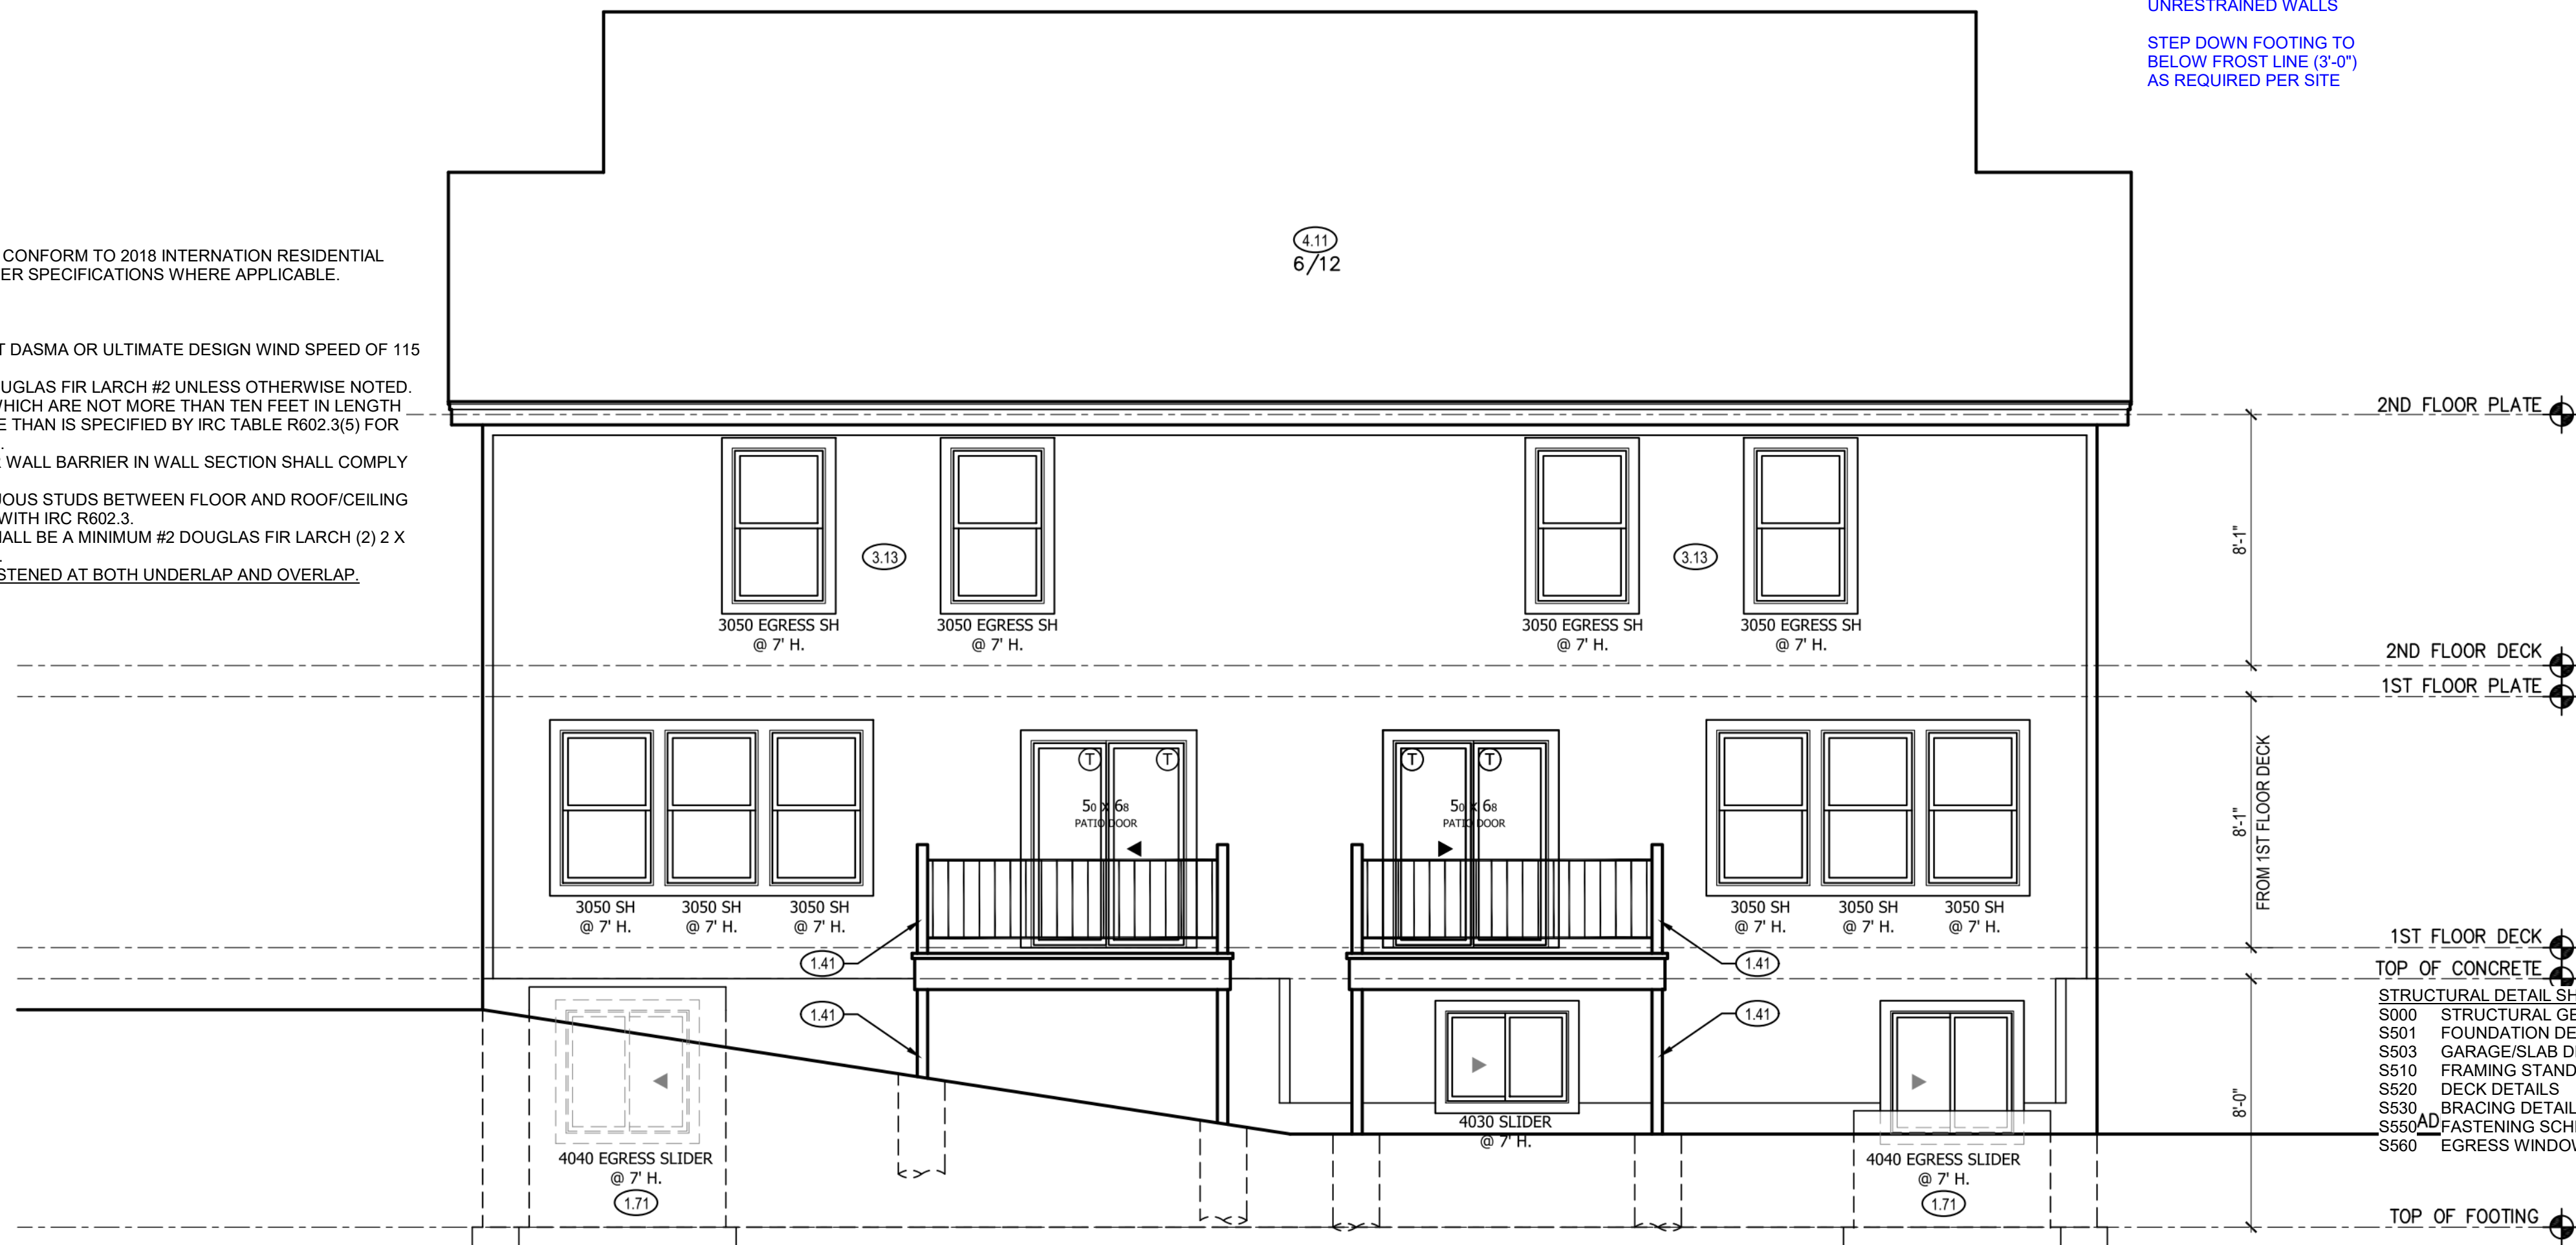 UNRESTRAINED WALLS
STEP DOWN FOOTING TO
BELOW FROST LINE (3'-0")
AS REQUIRED PER SITE
CONFORM TO 2018 INTERNATION RESIDENTIAL
ER SPECIFICATIONS WHERE APPLICABLE.
T DASMA OR ULTIMATE DESIGN WIND SPEED OF 115
UGLAS FIR LARCH #2 UNLESS OTHERWISE NOTED.
WHICH ARE NOT MORE THAN TEN FEET IN LENGTH
E THAN IS SPECIFIED BY IRC TABLE R602.3(5) FOR
.
R WALL BARRIER IN WALL SECTION SHALL COMPLY
UOUS STUDS BETWEEN FLOOR AND ROOF/CEILING
WITH IRC R602.3.
HALL BE A MINIMUM #2 DOUGLAS FIR LARCH (2) 2 X
.
STENED AT BOTH UNDERLAP AND OVERLAP.
4.11
6/12
2ND FLOOR PLATE
8'-1"
3.13
3.13
3050 EGRESS SH
@ 7' H.
3050 EGRESS SH
@ 7' H.
3050 EGRESS SH
@ 7' H.
3050 EGRESS SH
@ 7' H.
2ND FLOOR DECK
1ST FLOOR PLATE
T
T
T
T
50 X 68
PATIO DOOR
50 X 68
PATIO DOOR
8'-1"
FROM 1ST FLOOR DECK
3050 SH
@ 7' H.
3050 SH
@ 7' H.
3050 SH
@ 7' H.
3050 SH
@ 7' H.
3050 SH
@ 7' H.
3050 SH
@ 7' H.
1ST FLOOR DECK
1.41
1.41
TOP OF CONCRETE
1.41
1.41
STRUCTURAL DETAIL SH
S000 STRUCTURAL GE
S501 FOUNDATION DE
S503 GARAGE/SLAB D
S510 FRAMING STAND
S520 DECK DETAILS
S530 BRACING DETAIL
S550 FASTENING SCH
S560 EGRESS WINDOW
AD
8'-0"
4030 SLIDER
@ 7' H.
4040 EGRESS SLIDER
@ 7' H.
1.71
4040 EGRESS SLIDER
@ 7' H.
1.71
TOP OF FOOTING